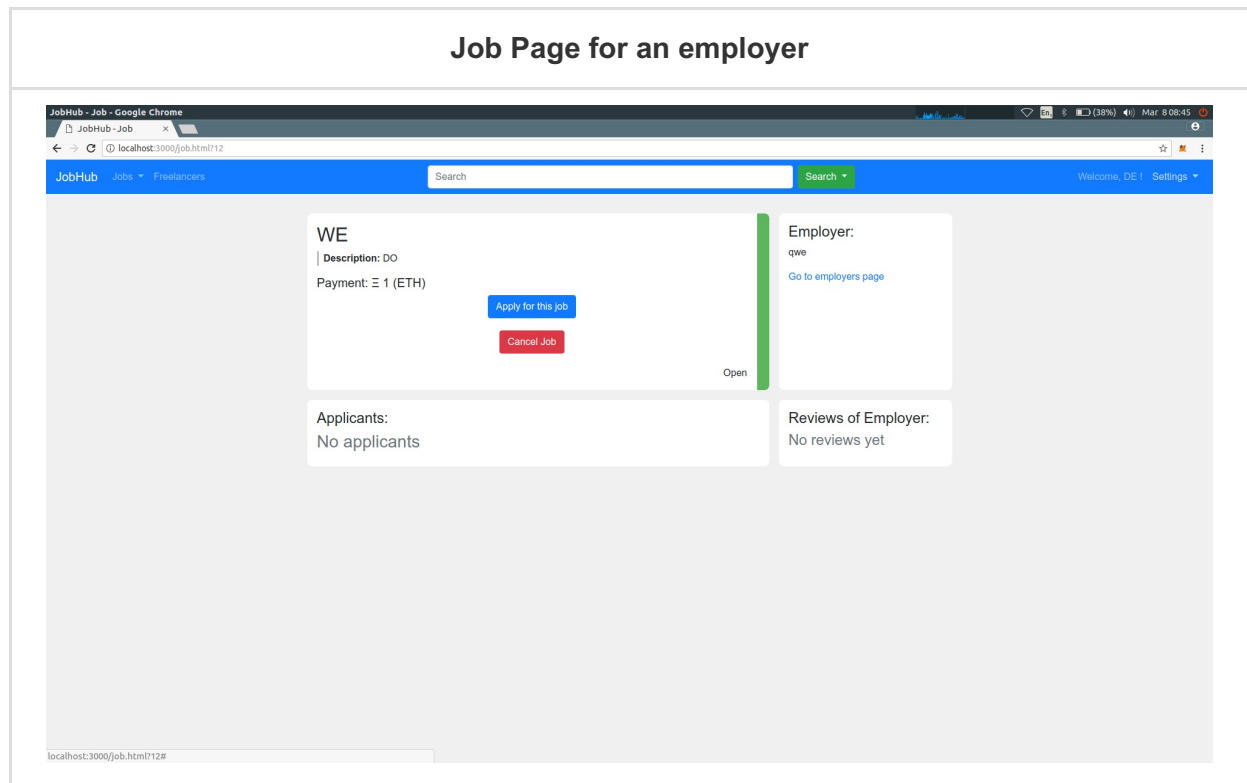 Job Page for an employer
JobHub - Job - Google Chrome En (38%) Mar 8 08:45
JobHub - Job ×
localhost:3000/job.html?12
JobHub Jobs Freelancers Search Search Welcome, DE ! Settings
WE
Description: DO
Payment: Ξ 1 (ETH)
Apply for this job
Cancel Job
Open
Employer:
qwe
Go to employers page
Applicants:
No applicants
Reviews of Employer:
No reviews yet
localhost:3000/job.html?12#